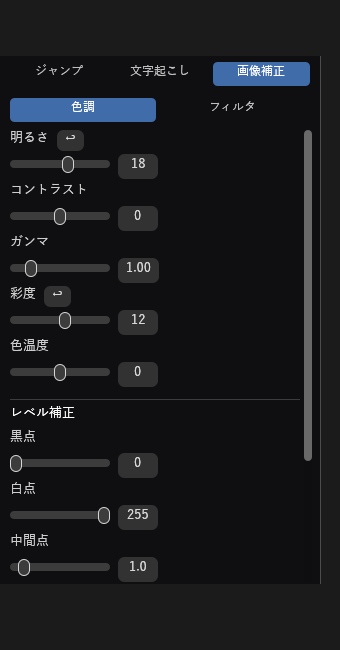 ジャンプ 文字起こし 画像補正
色調 フィルタ
明るさ ↩
18
コントラスト
0
ガンマ
1.00
彩度 ↩
12
色温度
0
レベル補正
黒点
0
白点
255
中間点
1.0